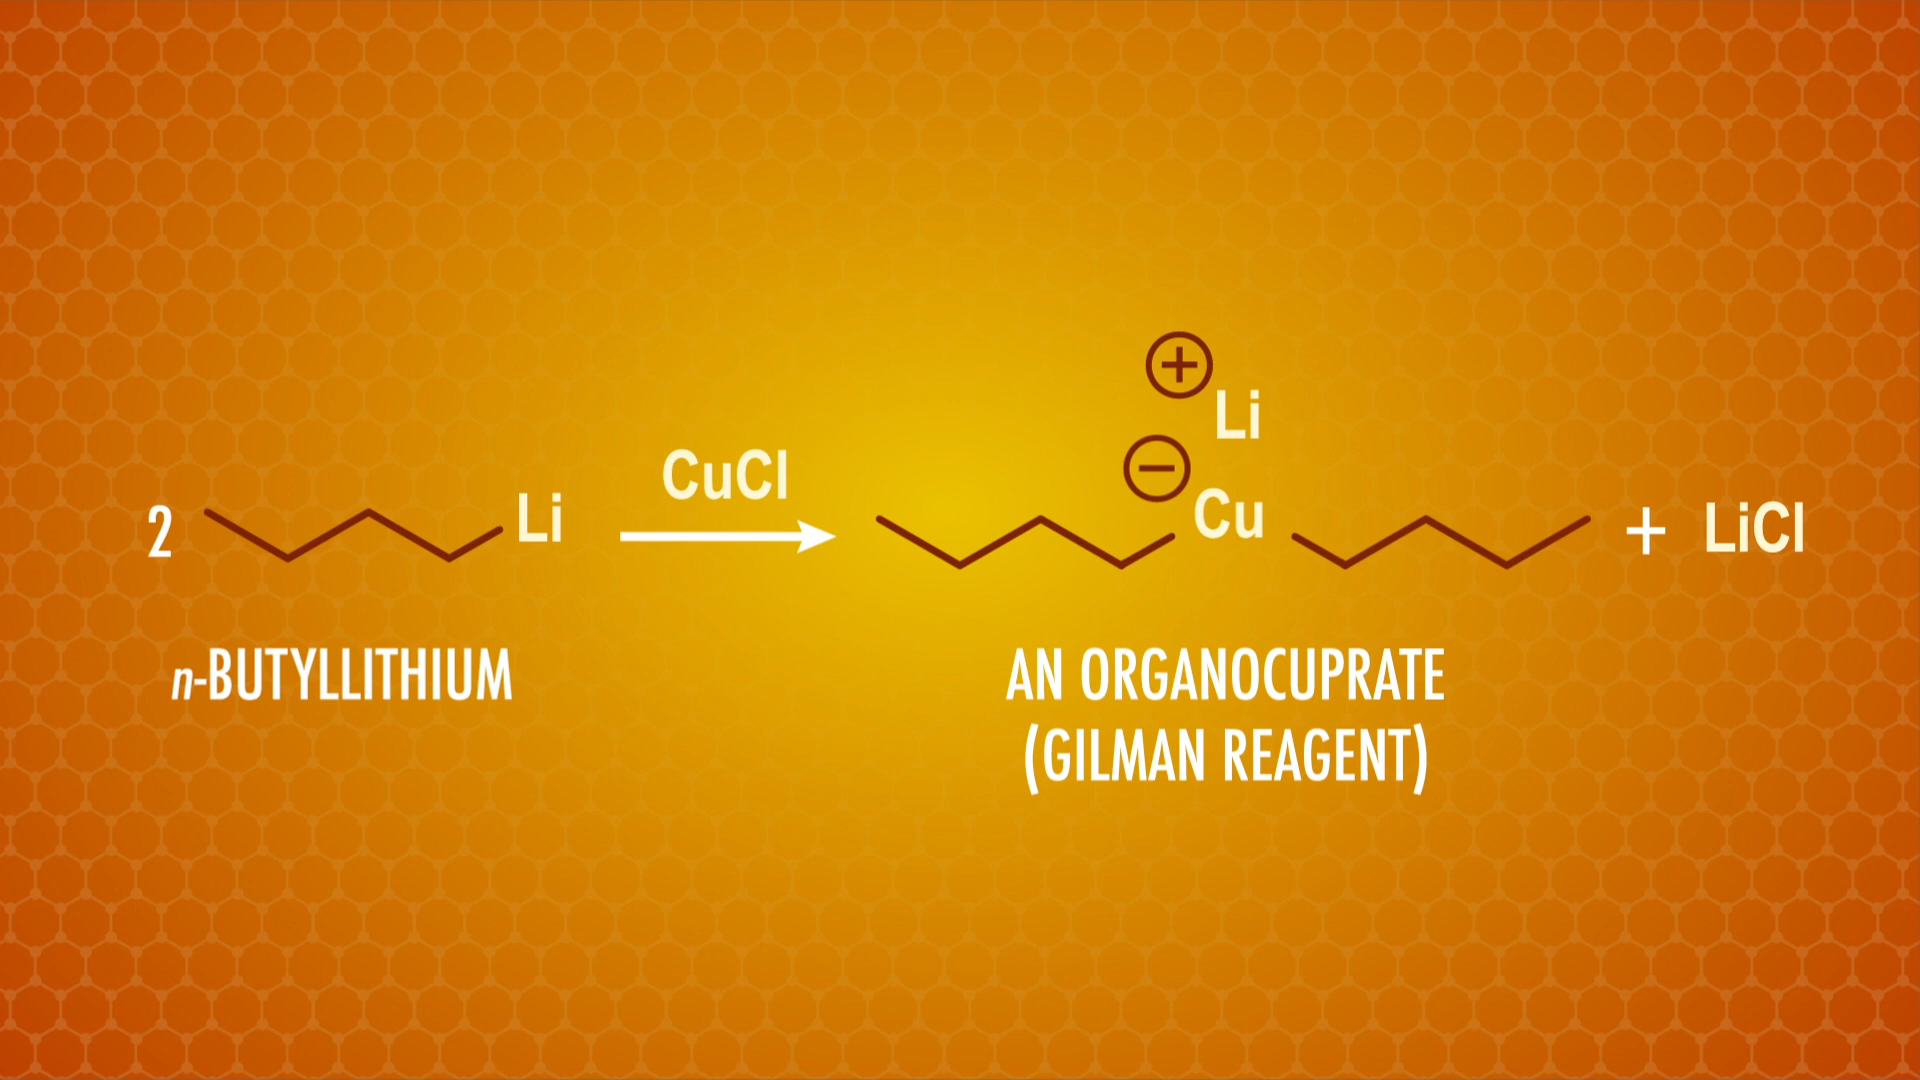 2 Li CuCl ⊕ Li ⊖ Cu + LiCl
n-BUTYLLITHIUM
AN ORGANOCUPRATE
(GILMAN REAGENT)